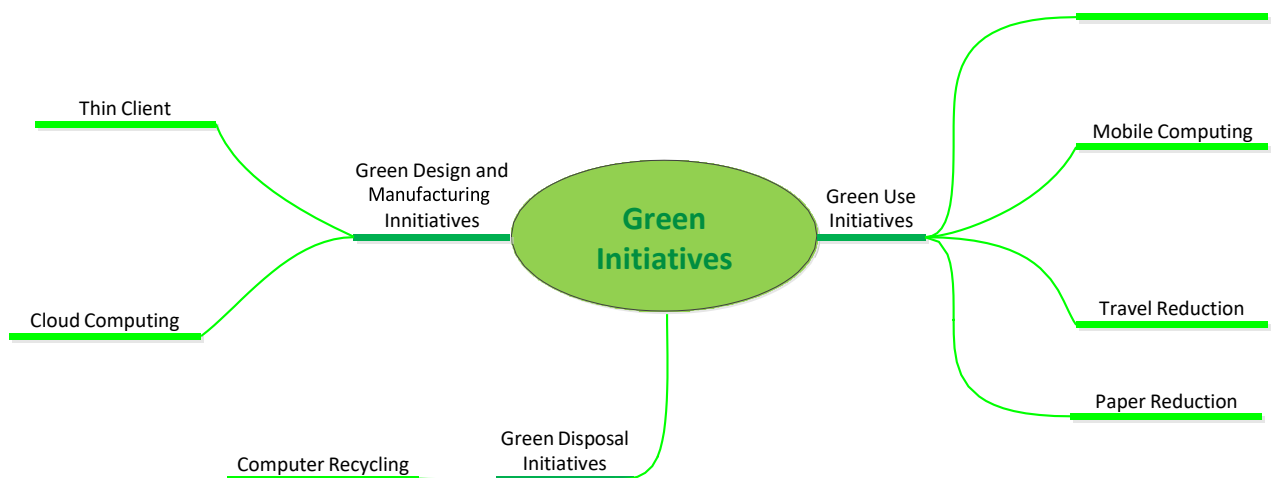 Thin Client
Cloud Computing
Green Design and
Manufacturing
Innitiatives
Green
Initiatives
Green Use
Initiatives
Mobile Computing
Travel Reduction
Paper Reduction
Green Disposal
Initiatives
Computer Recycling